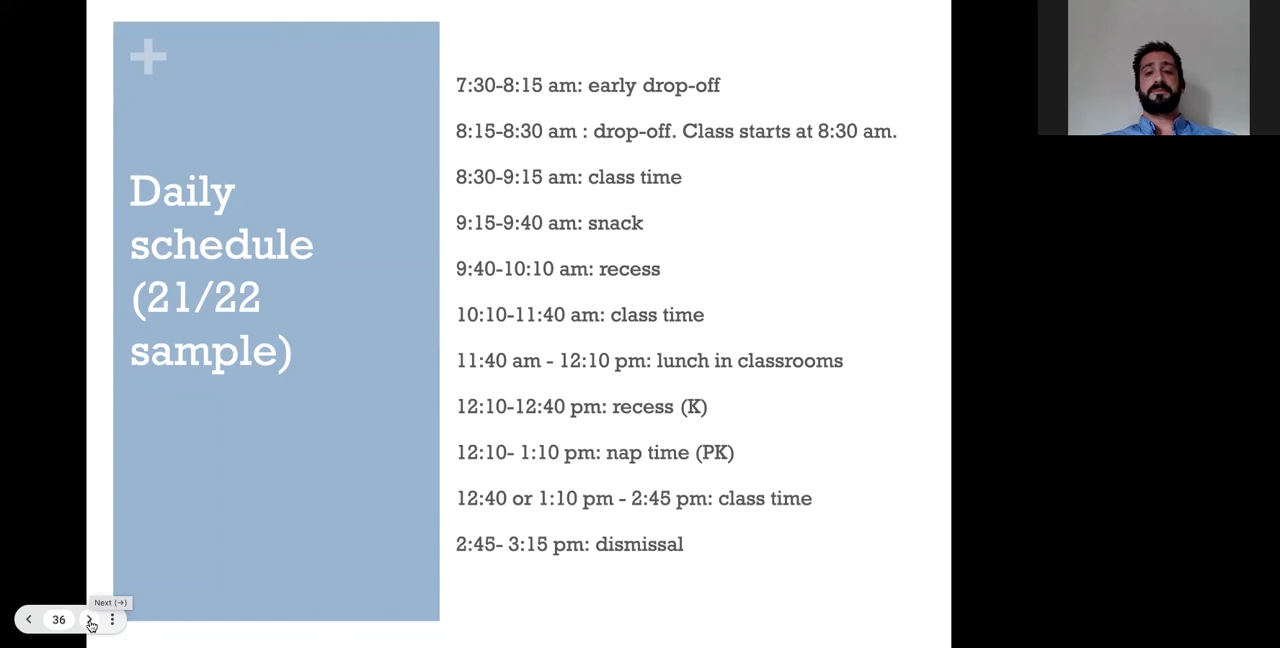 Daily
schedule
(21/22
sample)
7:30-8:15 am: early drop-off
8:15-8:30 am : drop-off. Class starts at 8:30 am.
8:30-9:15 am: class time
9:15-9:40 am: snack
9:40-10:10 am: recess
10:10-11:40 am: class time
11:40 am - 12:10 pm: lunch in classrooms
12:10-12:40 pm: recess (K)
12:10- 1:10 pm: nap time (PK)
12:40 or 1:10 pm - 2:45 pm: class time
2:45- 3:15 pm: dismissal
Next (→)
36